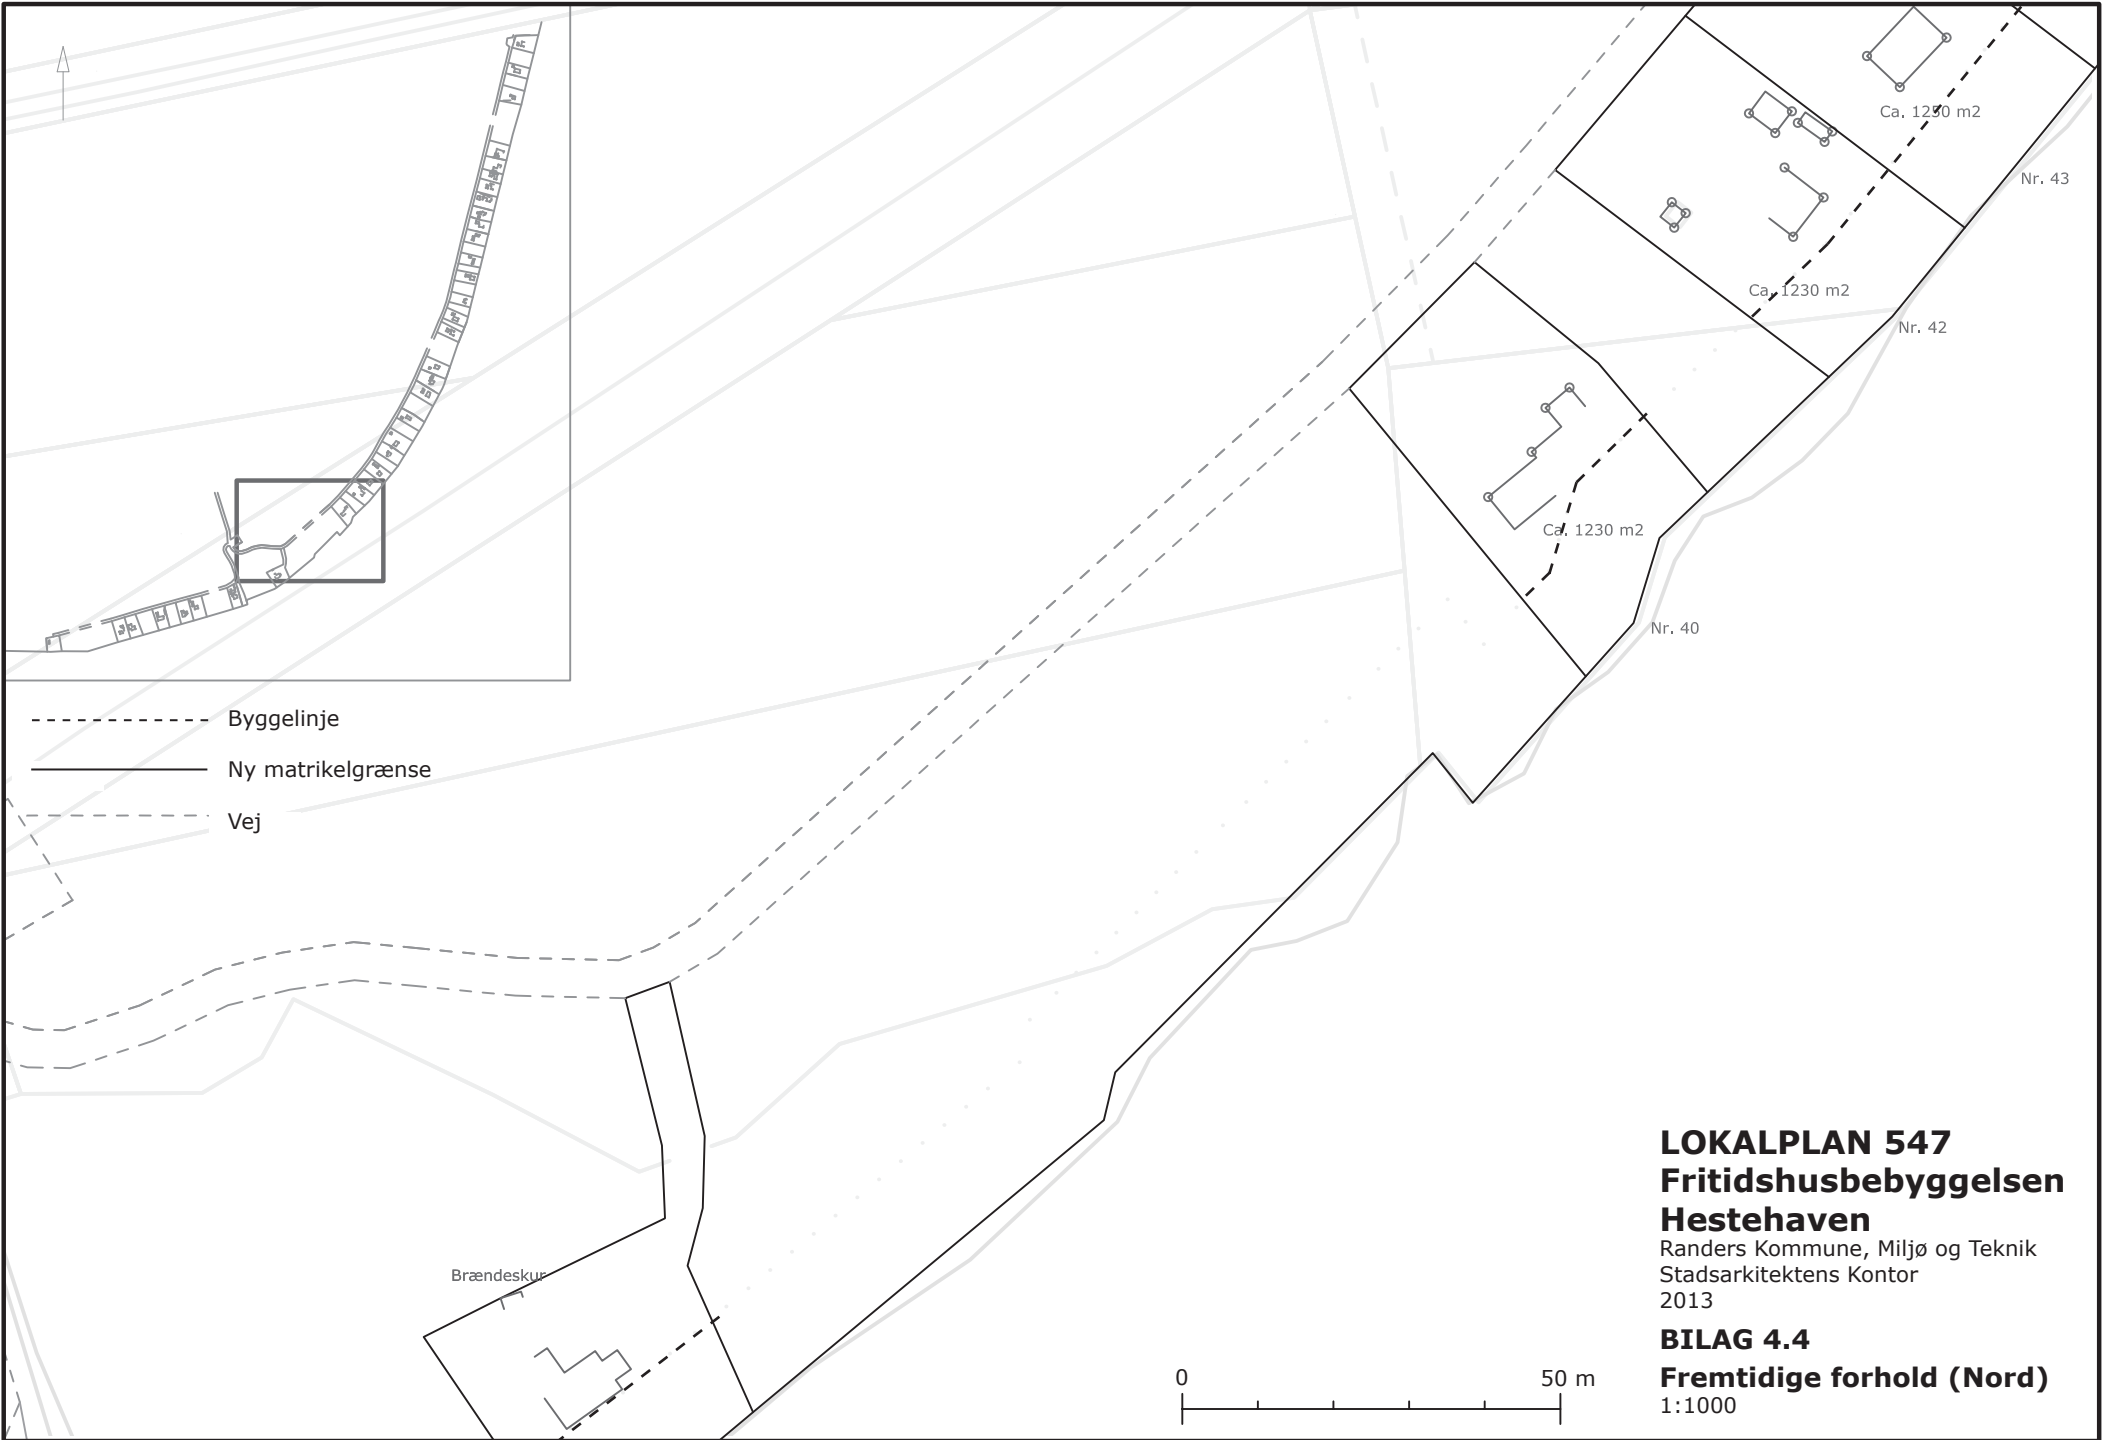 Ca. 1250 m2
Nr. 43
Ca. 1230 m2
Nr. 42
Ca. 1230 m2
Nr. 40
Byggelinje
Ny matrikelgrænse
Vej
Brændeskur
0
50 m
LOKALPLAN 547
Fritidshusbebyggelsen
Hestehaven
Randers Kommune, Miljø og Teknik
Stadsarkitektens Kontor
2013
BILAG 4.4
Fremtidige forhold (Nord)
1:1000